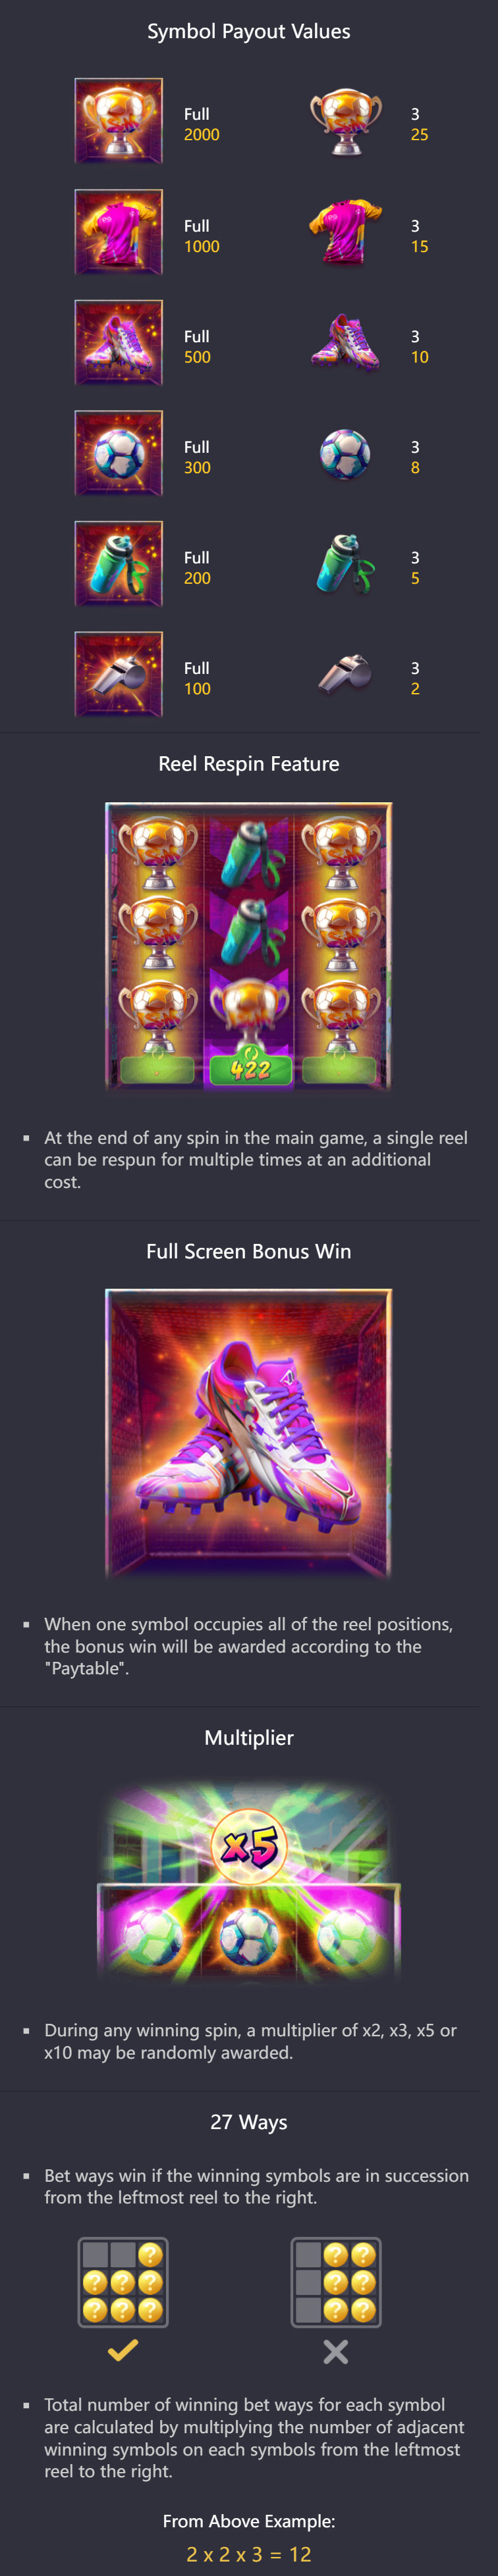 Symbol Payout Values
Full 3
2000 25
Full 3
1000 15
Full 3
500 10
Full 3
300 8
Full 3
200 5
Full 3
100 2
Reel Respin Feature
422
At the end of any spin in the main game, a single reel
can be respun for multiple times at an additional
cost.
Full Screen Bonus Win
When one symbol occupies all of the reel positions,
the bonus win will be awarded according to the
"Paytable".
Multiplier
x5
During any winning spin, a multiplier of x2, x3, x5 or
x10 may be randomly awarded.
27 Ways
Bet ways win if the winning symbols are in succession
from the leftmost reel to the right.
?
? ? ?
? ? ?
? ?
? ?
? ?
Total number of winning bet ways for each symbol
are calculated by multiplying the number of adjacent
winning symbols on each symbols from the leftmost
reel to the right.
From Above Example:
2 x 2 x 3 = 12